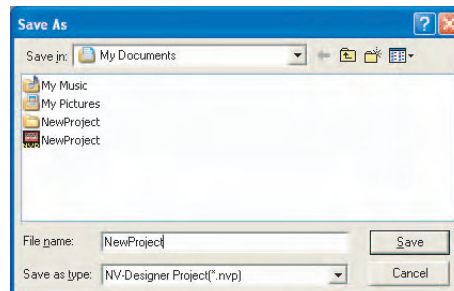 Save As
Save in: My Documents
My Music
My Pictures
NewProject
NewProject
File name: NewProject Save
Save as type: NV-Designer Project(*.nvp) Cancel